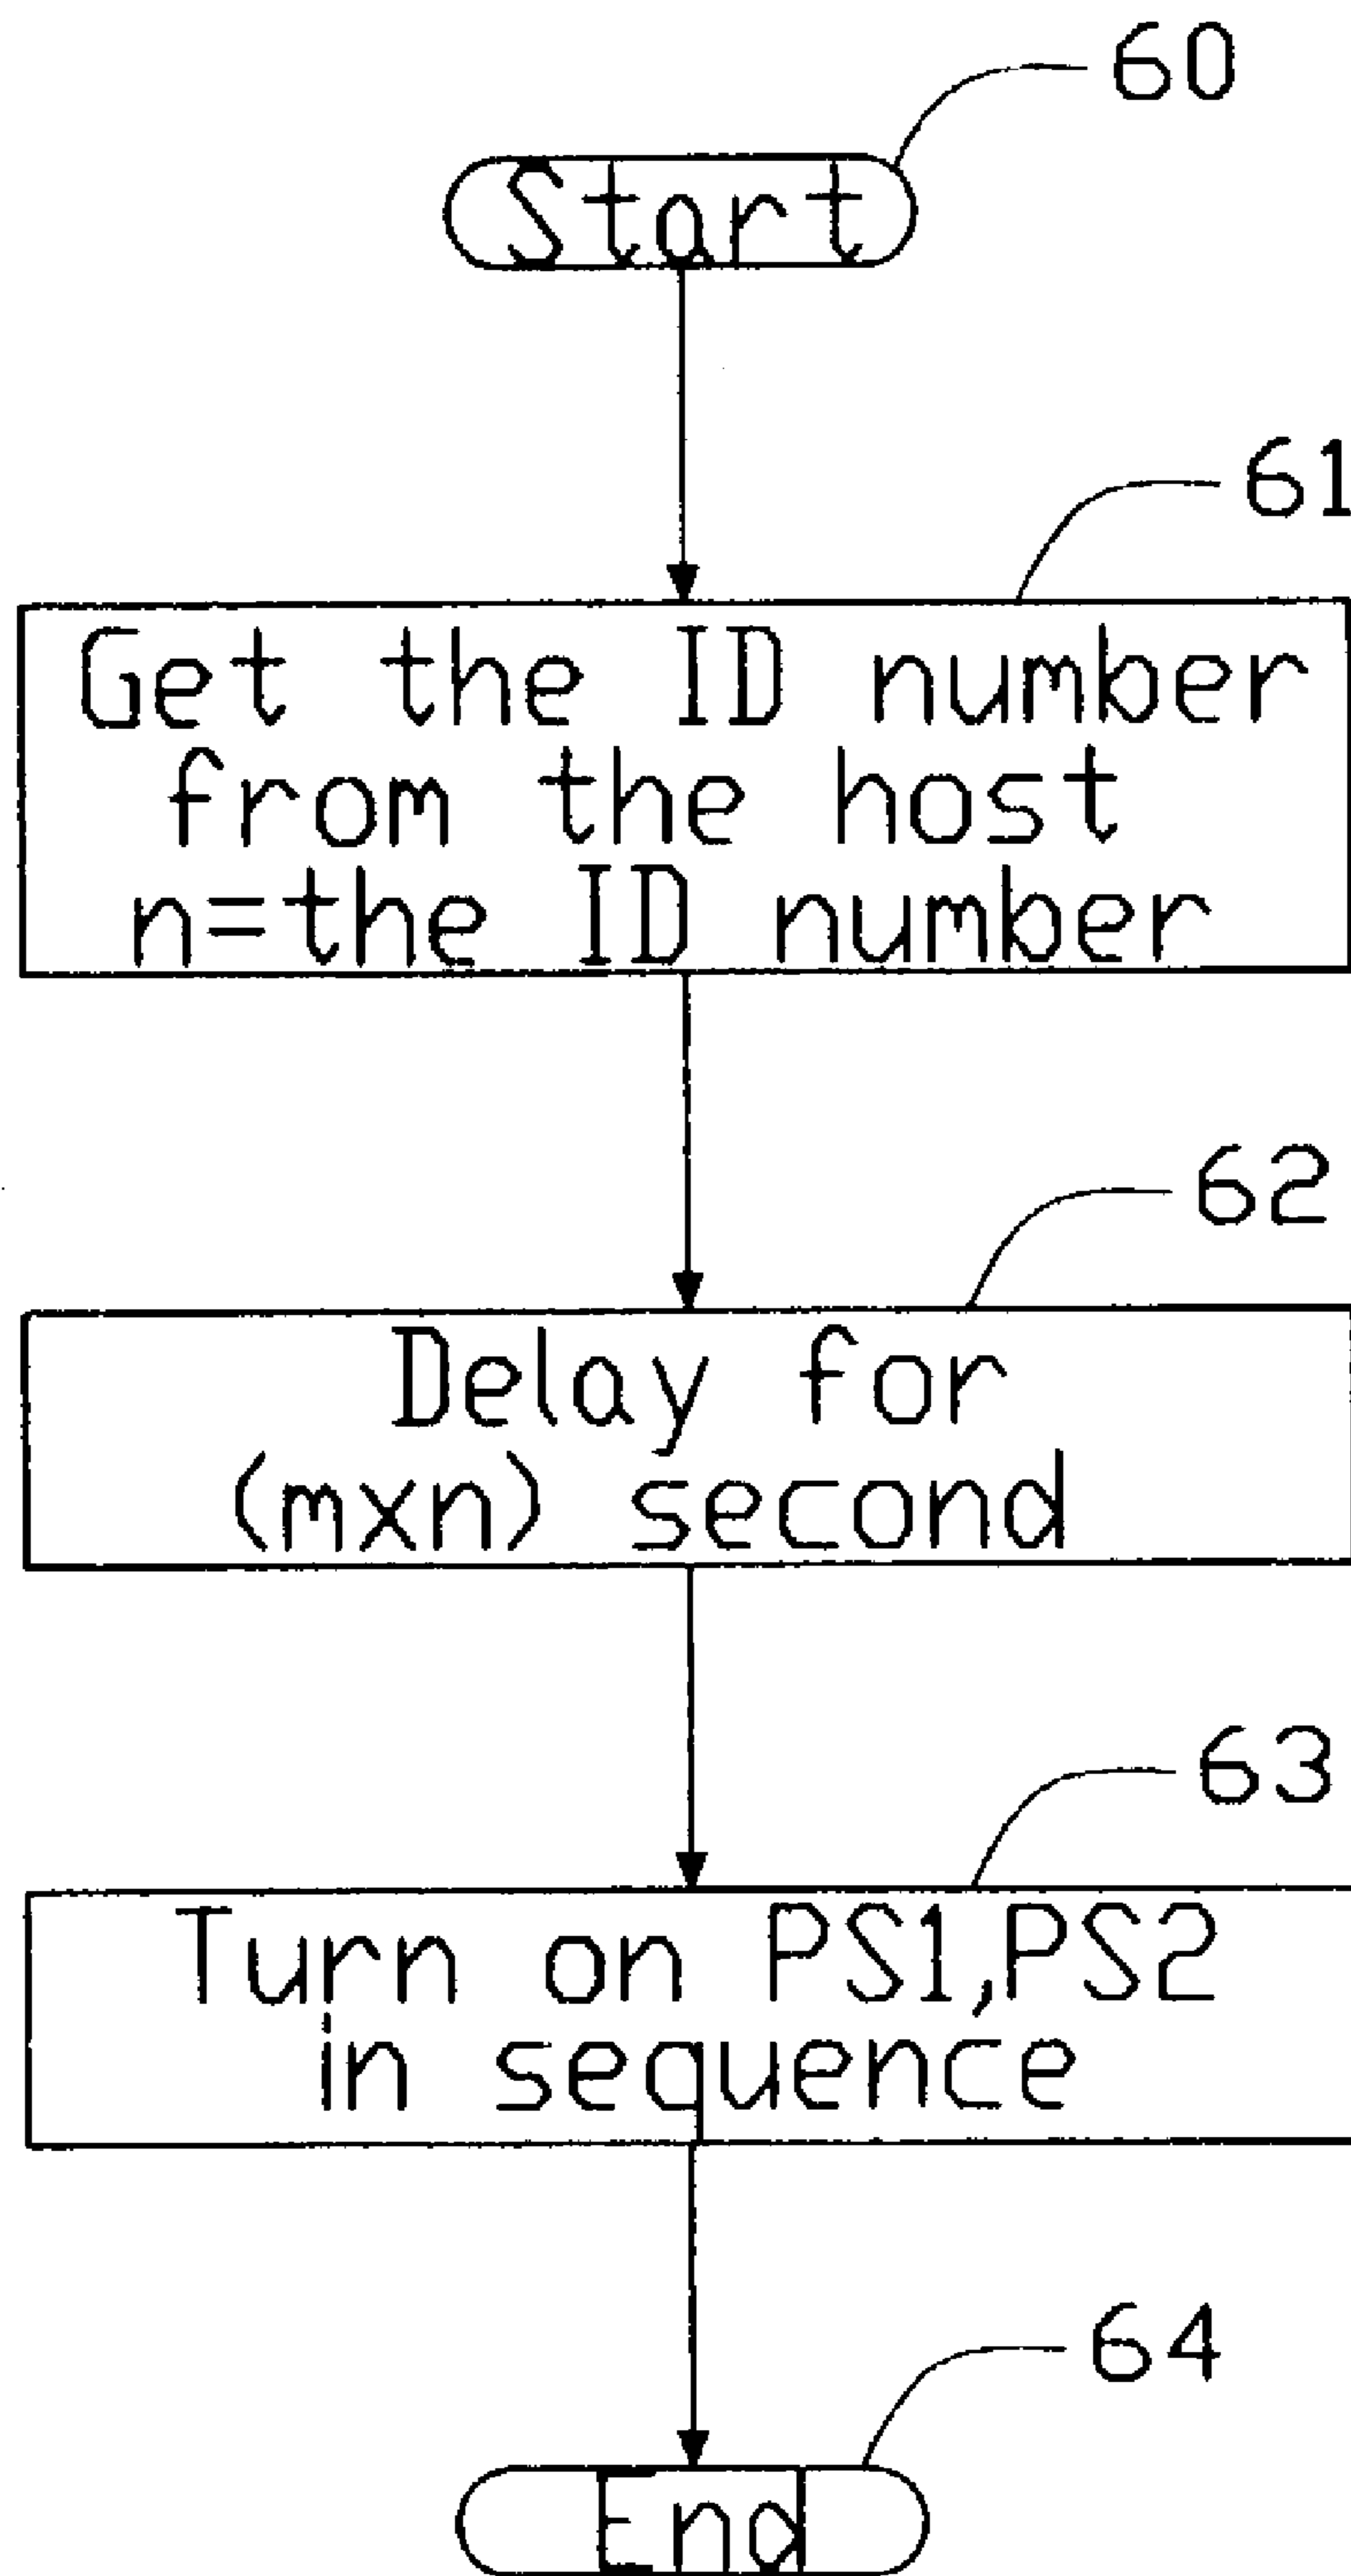 60
Start
61
Get the ID number
from the host
n=the ID number
62
Delay for
(mxn) second
63
Turn on PS1,PS2
in sequence
64
End